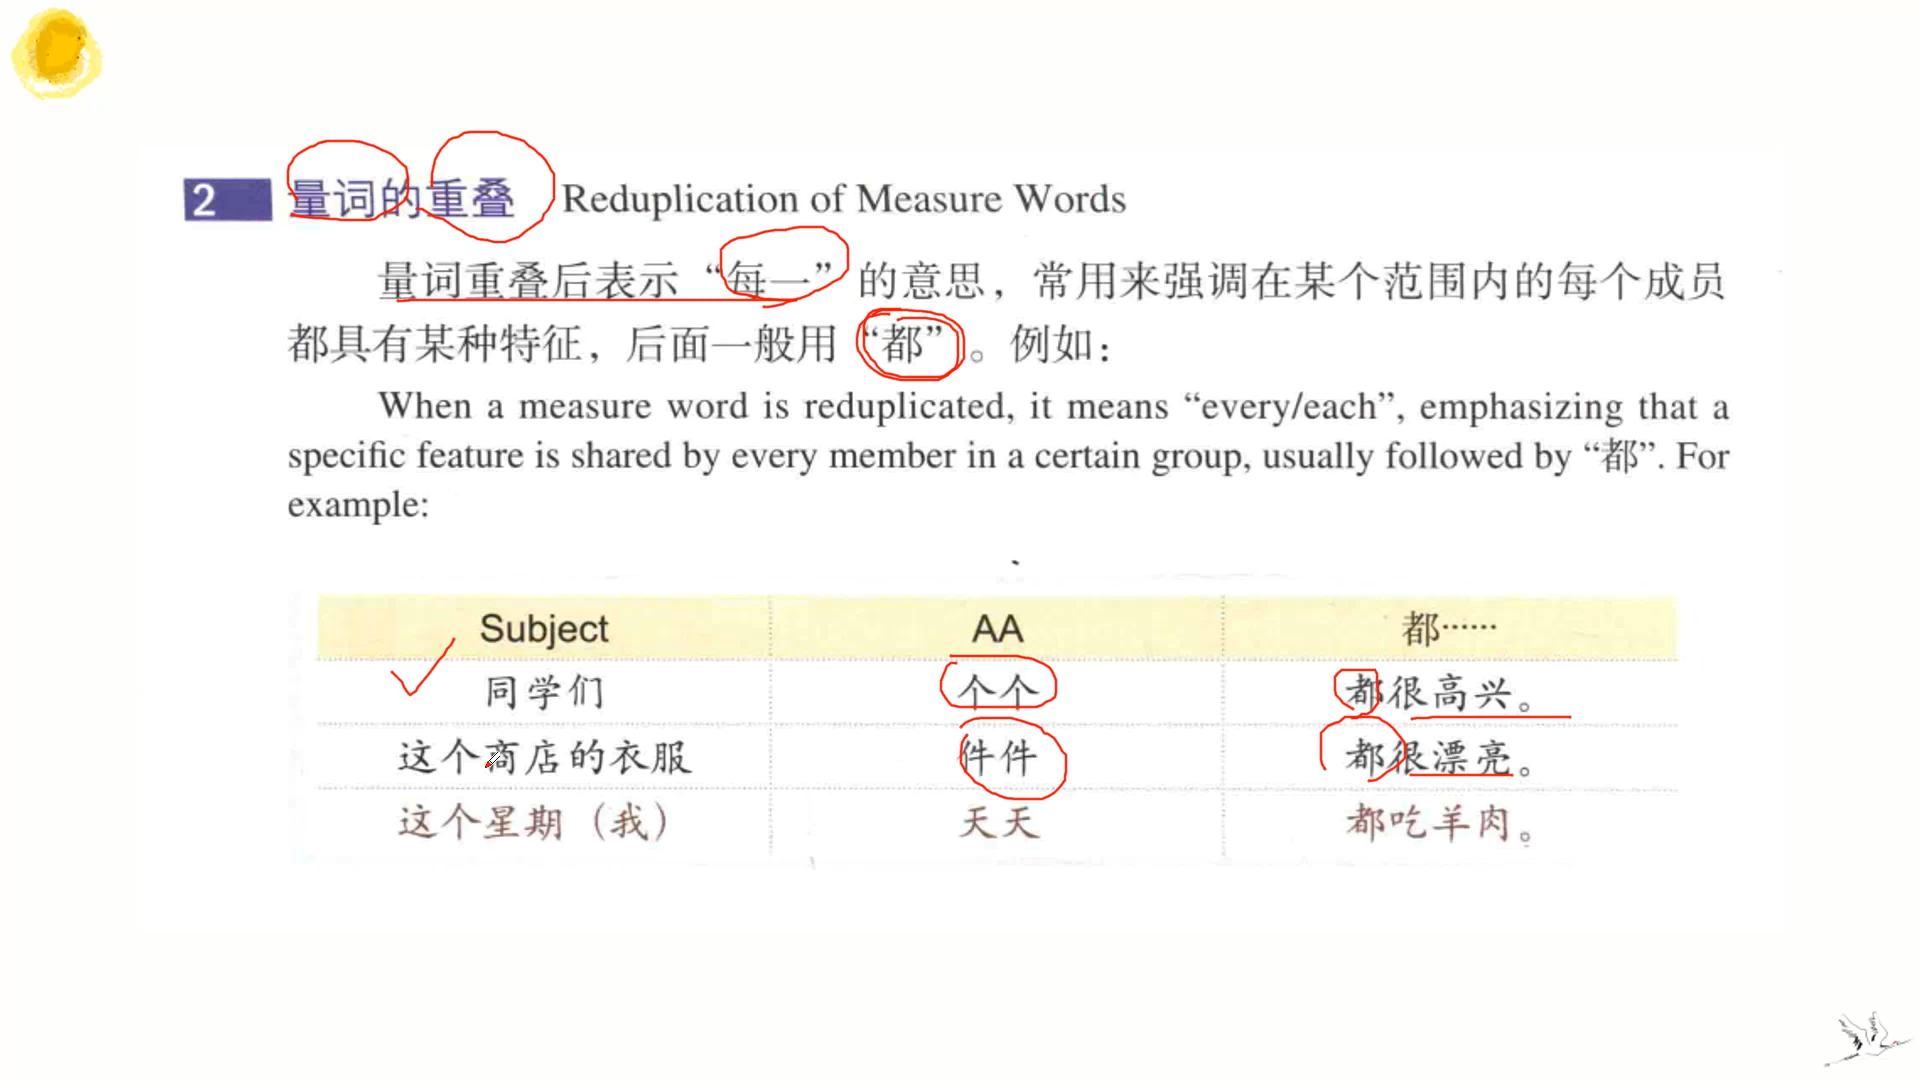 2 量词的重叠 Reduplication of Measure Words
量词重叠后表示“每一”的意思，常用来强调在某个范围内的每个成员
都具有某种特征，后面一般用“都”。例如：
When a measure word is reduplicated, it means “every/each”, emphasizing that a
specific feature is shared by every member in a certain group, usually followed by “都”. For
example:
Subject AA 都……
同学们 个个 都很高兴。
这个商店的衣服 件件 都很漂亮。
这个星期（我） 天天 都吃羊肉。